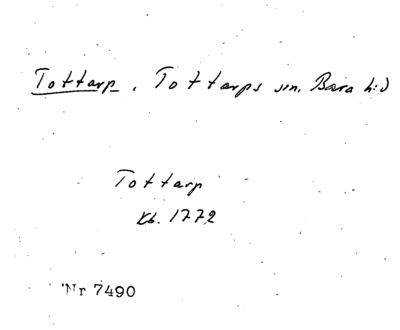 Tottarp, Tottarps sn. Bara hd
Tottarp
Kb. 1772
Nr 7490